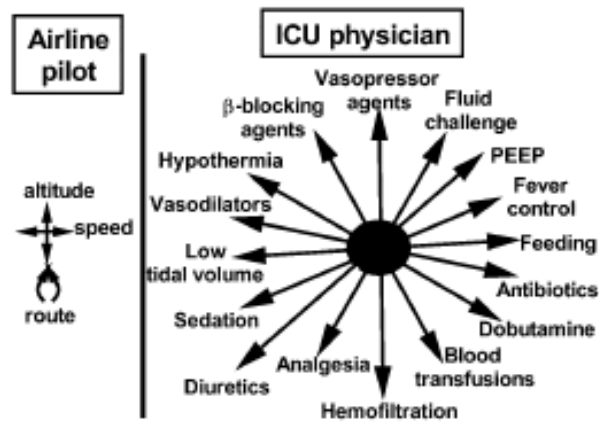 Airline
pilot
altitude
speed
route
ICU physician
Vasopressor
agents
Fluid
challenge
PEEP
Fever
control
Feeding
Antibiotics
Dobutamine
Blood
transfusions
Hemofiltration
Analgesia
Diuretics
Sedation
Low
tidal volume
Vasodilators
Hypothermia
β-blocking
agents